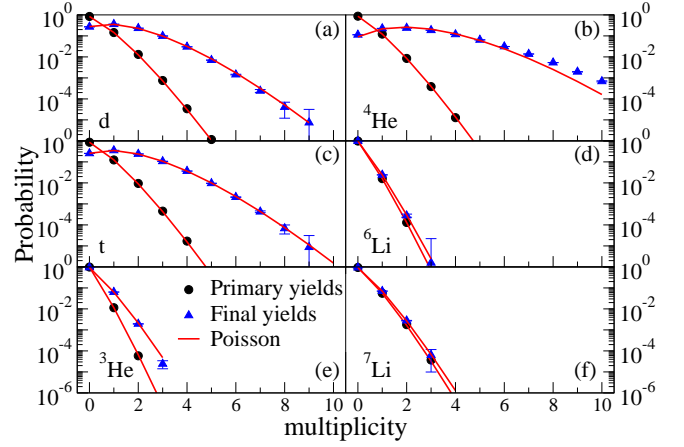 10^0 (a) (b) 10^0
10^-2 10^-2
10^-4 10^-4
d ^4He
10^0 10^0
(c) (d)
10^-2 10^-2
Probability
10^-4 10^-4
t ^6Li
10^0 10^0
Primary yields
10^-2 Final yields 10^-2
Poisson
10^-4 10^-4
^3He (e) ^7Li (f)
10^-6 10^-6
0 2 4 6 8 10 0 2 4 6 8 10
multiplicity